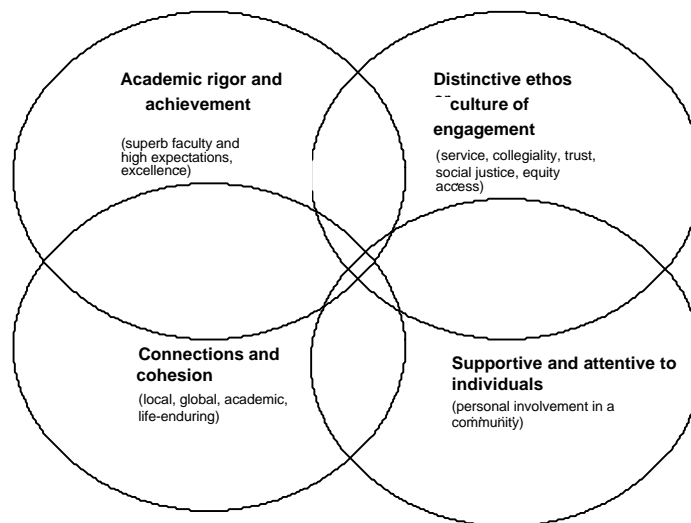 Academic rigor and
achievement
(superb faculty and
high expectations,
excellence)
Distinctive ethos
culture of
engagement
(service, collegiality, trust,
social justice, equity
access)
Connections and
cohesion
(local, global, academic,
life-enduring)
Supportive and attentive to
individuals
(personal involvement in a
community)